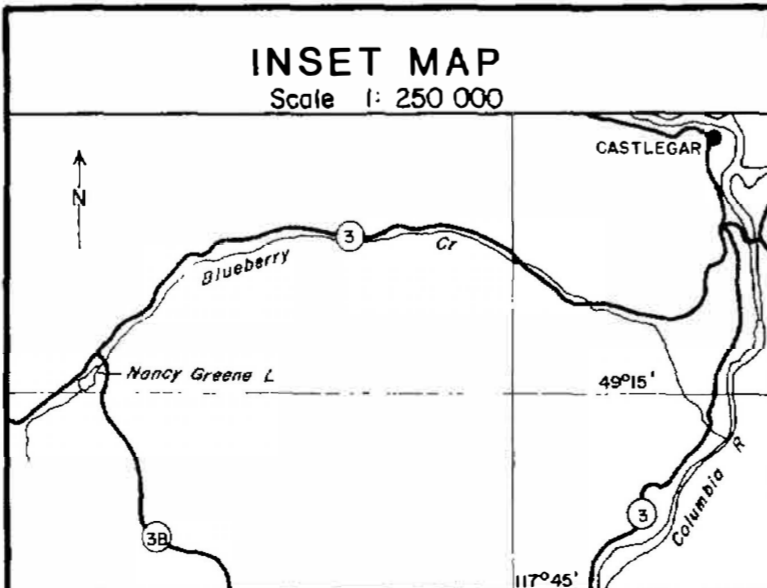 INSET MAP
Scale 1: 250 000
CASTLEGAR
N
3
Cr
Blueberry
Nancy Greene L
49°15'
R
3
Columbia
3B
117°45'